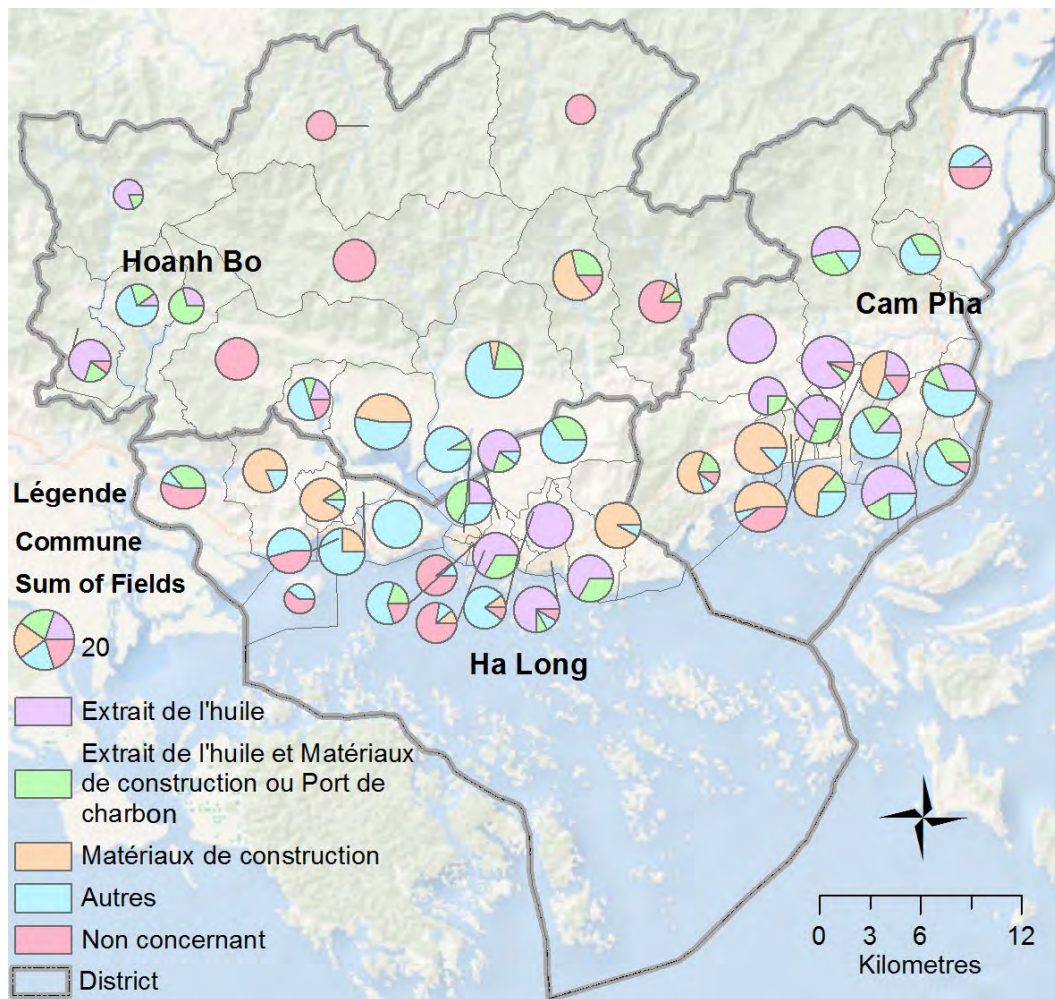 Hoanh Bo
Cam Pha
Ha Long
Légende
Commune
Sum of Fields
20
Extrait de l'huile
Extrait de l'huile et Matériaux
de construction ou Port de
charbon
Matériaux de construction
Autres
Non concernant
District
0 3 6 12
Kilometres